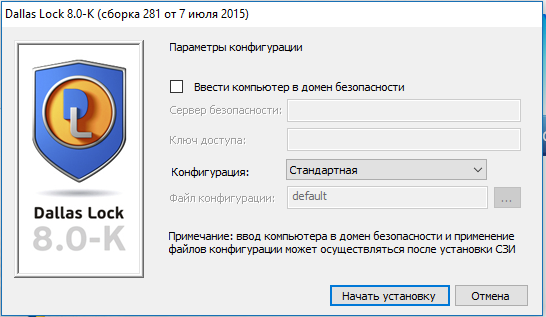 Dallas Lock 8.0-K (сборка 281 от 7 июля 2015)
Параметры конфигурации
Ввести компьютер в домен безопасности
Сервер безопасности:
Ключ доступа:
Конфигурация: Стандартная
Файл конфигурации: default ...
DL
Dallas Lock
8.0-K
Примечание: ввод компьютера в домен безопасности и применение
файлов конфигурации может осуществляться после установки СЗИ
Начать установку Отмена